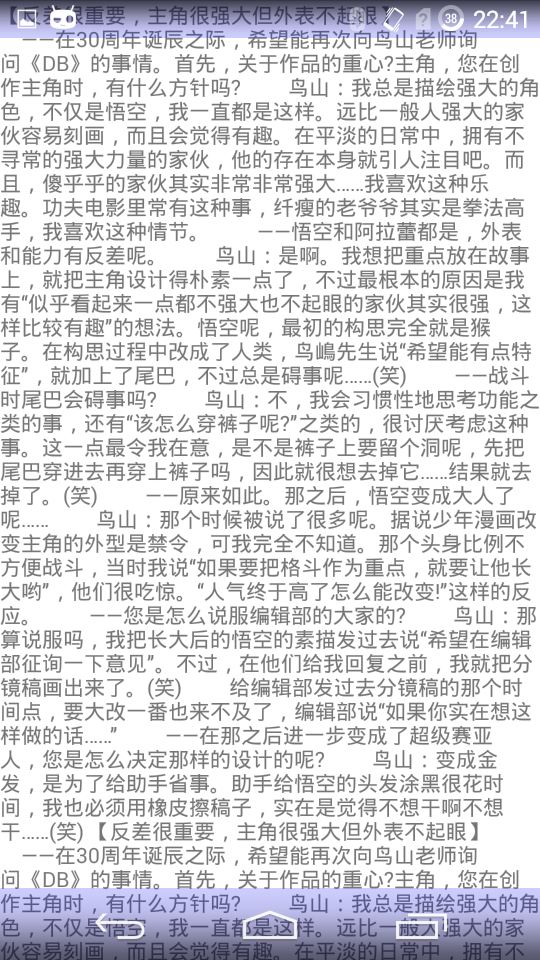 【反差很重要，主角很强大但外表不起眼】
38 22:41
——在30周年诞辰之际，希望能再次向鸟山老师询
问《DB》的事情。首先，关于作品的重心?主角，您在创
作主角时，有什么方针吗? 鸟山：我总是描绘强大的角
色，不仅是悟空，我一直都是这样。远比一般人强大的家
伙容易刻画，而且会觉得有趣。在平淡的日常中，拥有不
寻常的强大力量的家伙，他的存在本身就引人注目吧。而
且，傻乎乎的家伙其实非常非常强大……我喜欢这种乐
趣。功夫电影里常有这种事，纤瘦的老爷爷其实是拳法高
手，我喜欢这种情节。 ——悟空和阿拉蕾都是，外表
和能力有反差呢。 鸟山：是啊。我想把重点放在故事
上，就把主角设计得朴素一点了，不过最根本的原因是我
有“似乎看起来一点都不强大也不起眼的家伙其实很强，这
样比较有趣”的想法。悟空呢，最初的构思完全就是猴
子。在构思过程中改成了人类，鸟嶋先生说“希望能有点特
征”，就加上了尾巴，不过总是碍事呢……(笑) ——战斗
时尾巴会碍事吗? 鸟山：不，我会习惯性地思考功能之
类的事，还有“该怎么穿裤子呢?”之类的，很讨厌考虑这种
事。这一点最令我在意，是不是裤子上要留个洞呢，先把
尾巴穿进去再穿上裤子吗，因此就很想去掉它……结果就去
掉了。(笑) ——原来如此。那之后，悟空变成大人了
呢…… 鸟山：那个时候被说了很多呢。据说少年漫画改
变主角的外型是禁令，可我完全不知道。那个头身比例不
方便战斗，当时我说“如果要把格斗作为重点，就要让他长
大哟”，他们很吃惊。“人气终于高了怎么能改变!”这样的反
应。 ——您是怎么说服编辑部的大家的? 鸟山：那
算说服吗，我把长大后的悟空的素描发过去说“希望在编辑
部征询一下意见”。不过，在他们给我回复之前，我就把分
镜稿画出来了。(笑) 给编辑部发过去分镜稿的那个时
间点，要大改一番也来不及了，编辑部说“如果你实在想这
样做的话……” ——在那之后进一步变成了超级赛亚
人，您是怎么决定那样的设计的呢? 鸟山：变成金
发，是为了给助手省事。助手给悟空的头发涂黑很花时
间，我也必须用橡皮擦稿子，实在是觉得不想干啊不想
干……(笑)【反差很重要，主角很强大但外表不起眼】
——在30周年诞辰之际，希望能再次向鸟山老师询
问《DB》的事情。首先，关于作品的重心?主角，您在创
作主角时，有什么方针吗? 鸟山：我总是描绘强大的角
色，不仅是悟空，我一直都是这样。远比一般人强大的家
伙容易刻画，而且会觉得有趣。在平淡的日常中，拥有不